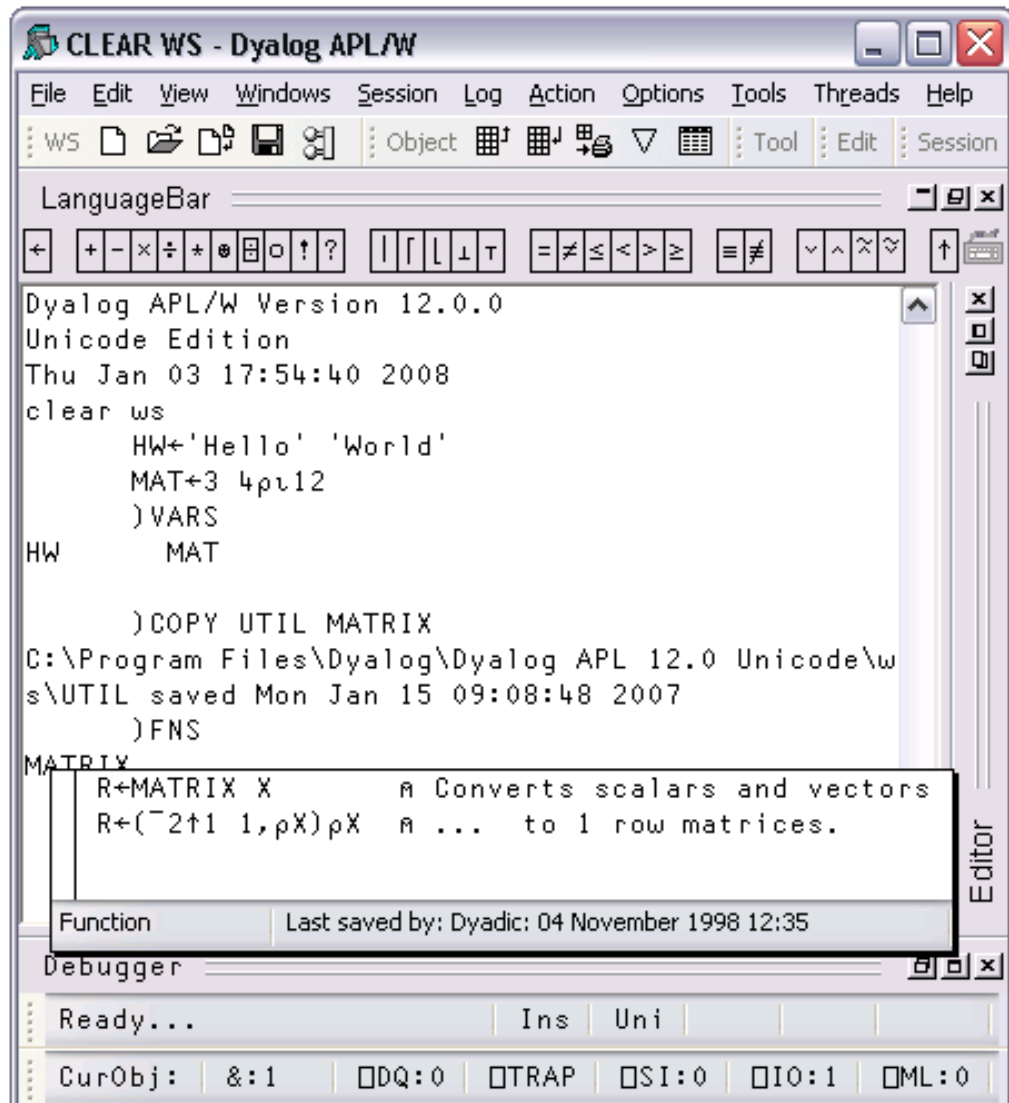 CLEAR WS - Dyalog APL/W
File Edit View Windows Session Log Action Options Tools Threads Help
WS Object Tool Edit Session
LanguageBar
← + - × ÷ * ⍟ ⌹ ○ ! ? | ⌈ ⌊ ⊥ ⊤ = ≠ ≤ < > ≥ ≡ ≢ ∨ ∧ ⍲ ⍱ ↑
Dyalog APL/W Version 12.0.0
Unicode Edition
Thu Jan 03 17:54:40 2008
clear ws
HW←'Hello' 'World'
MAT←3 4⍴⍳12
)VARS
HW MAT
)COPY UTIL MATRIX
C:\Program Files\Dyalog\Dyalog APL 12.0 Unicode\w
s\UTIL saved Mon Jan 15 09:08:48 2007
)FNS
MATRIX
R←MATRIX X ⍝ Converts scalars and vectors
R←(¯2↑1 1,⍴X)⍴X ⍝ ... to 1 row matrices.
Function Last saved by: Dyadic: 04 November 1998 12:35
Editor
Debugger
Ready... Ins Uni
CurObj: &:1 ⎕DQ:0 ⎕TRAP ⎕SI:0 ⎕IO:1 ⎕ML:0